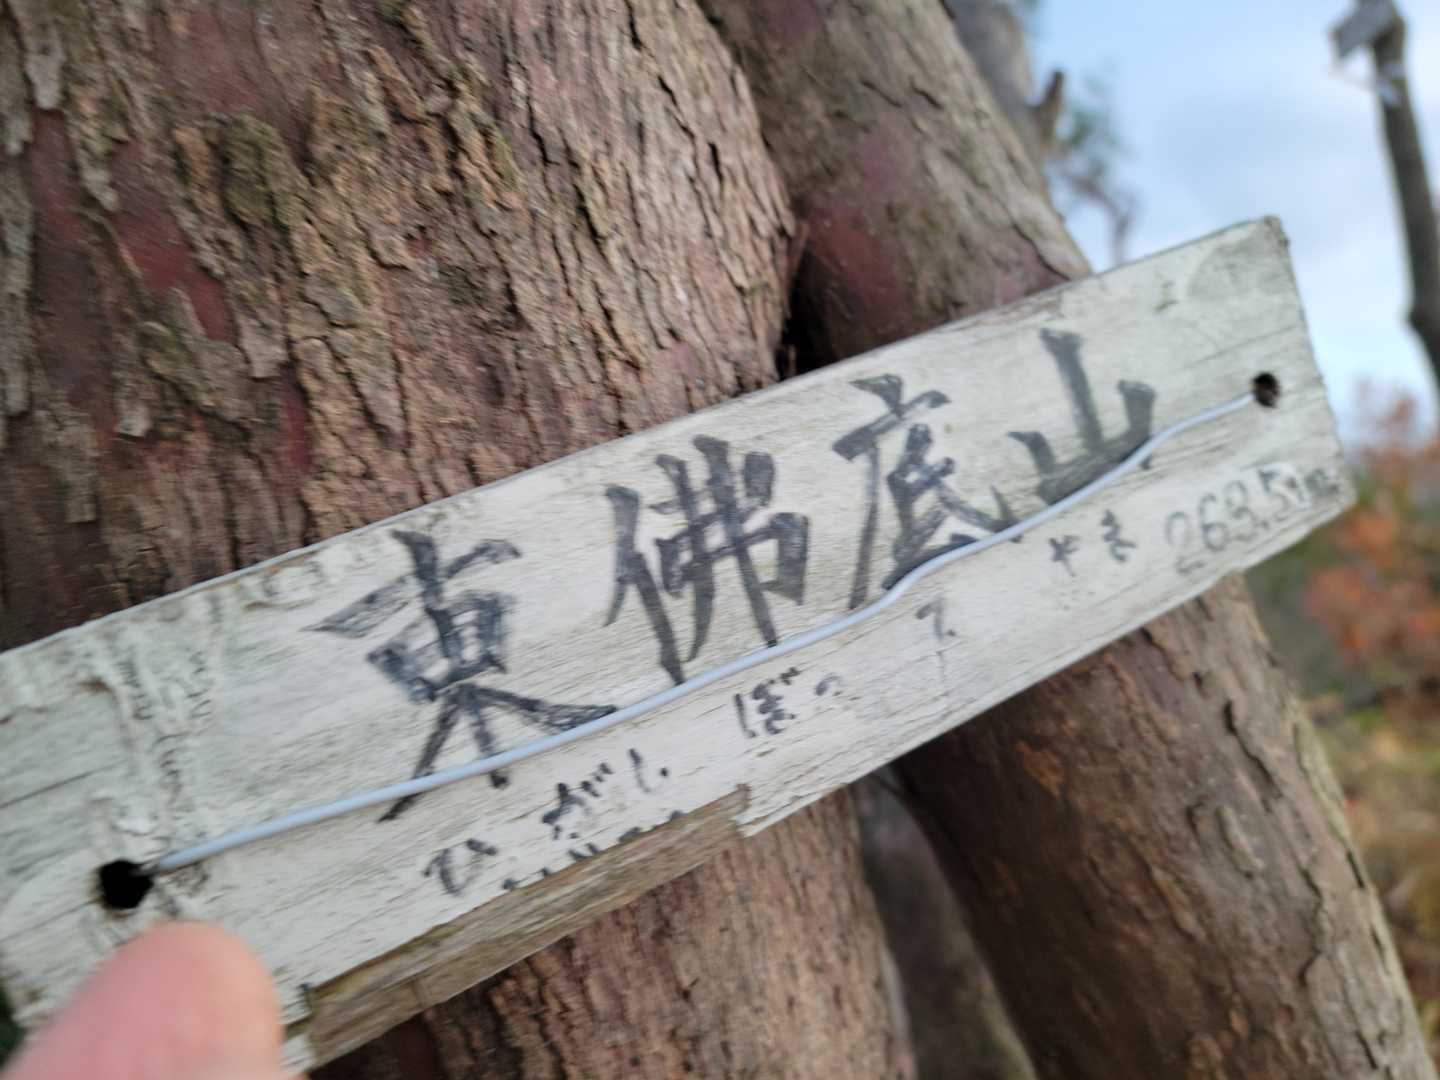 東佛底山
ひがし ぼって やま 263.5m